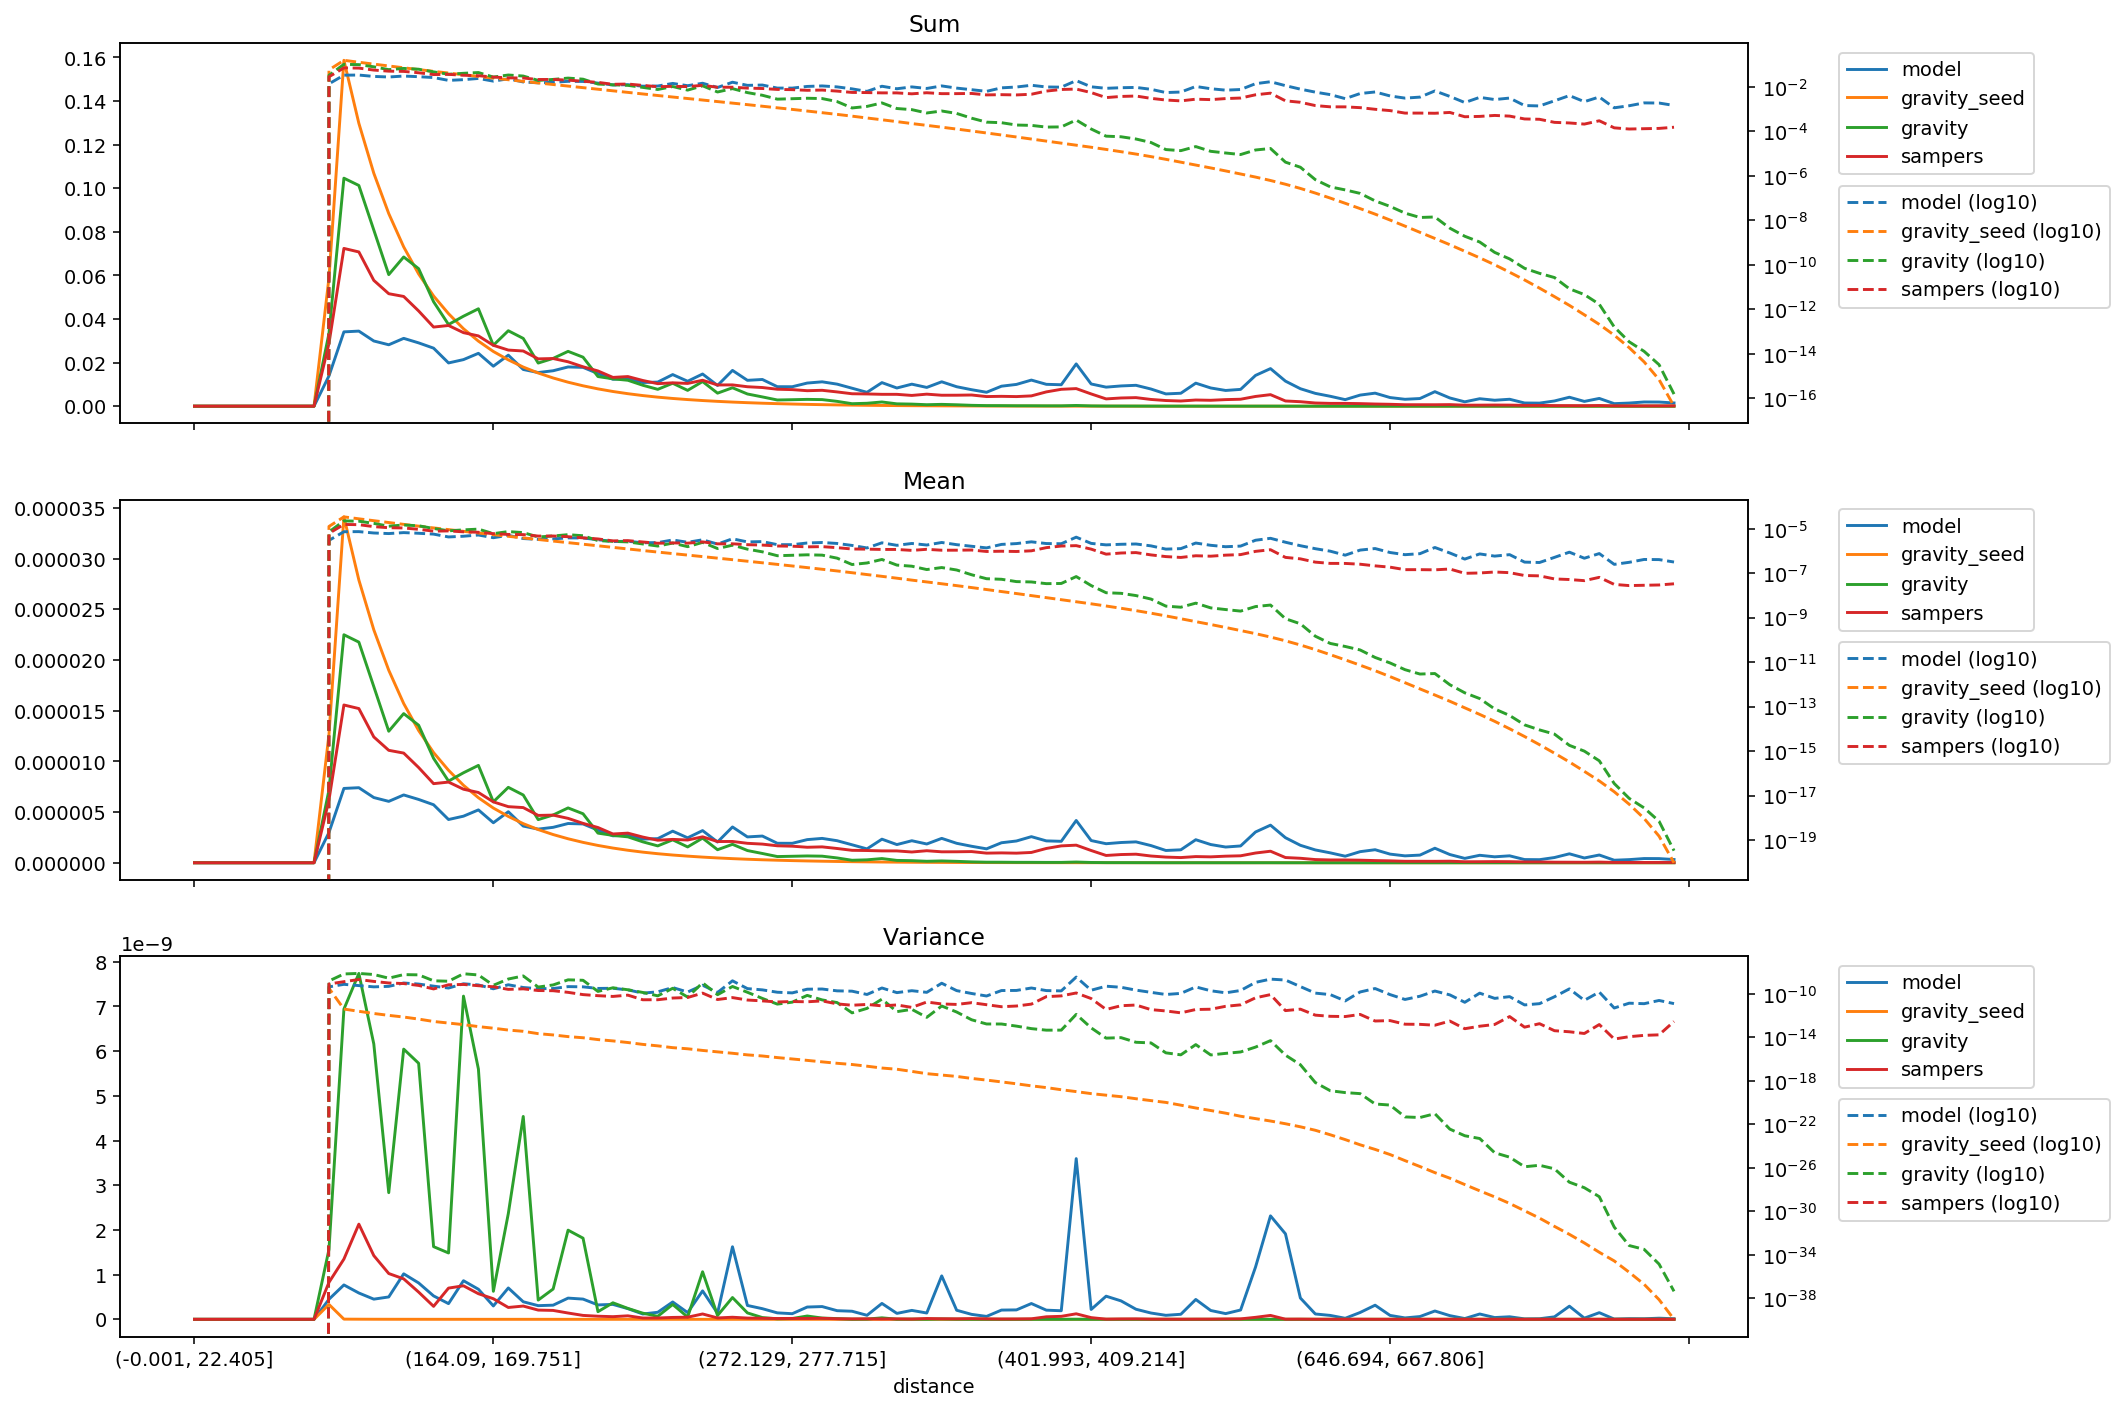 Sum
0.16
0.14
0.12
0.10
0.08
0.06
0.04
0.02
0.00
10⁻²
10⁻⁴
10⁻⁶
10⁻⁸
10⁻¹⁰
10⁻¹²
10⁻¹⁴
10⁻¹⁶
model
gravity_seed
gravity
sampers
model (log10)
gravity_seed (log10)
gravity (log10)
sampers (log10)
Mean
0.000035
0.000030
0.000025
0.000020
0.000015
0.000010
0.000005
0.000000
10⁻⁵
10⁻⁷
10⁻⁹
10⁻¹¹
10⁻¹³
10⁻¹⁵
10⁻¹⁷
10⁻¹⁹
model
gravity_seed
gravity
sampers
model (log10)
gravity_seed (log10)
gravity (log10)
sampers (log10)
Variance
1e−9
8
7
6
5
4
3
2
1
0
10⁻¹⁰
10⁻¹⁴
10⁻¹⁸
10⁻²²
10⁻²⁶
10⁻³⁰
10⁻³⁴
10⁻³⁸
model
gravity_seed
gravity
sampers
model (log10)
gravity_seed (log10)
gravity (log10)
sampers (log10)
(-0.001, 22.405]
(164.09, 169.751]
(272.129, 277.715]
(401.993, 409.214]
(646.694, 667.806]
distance